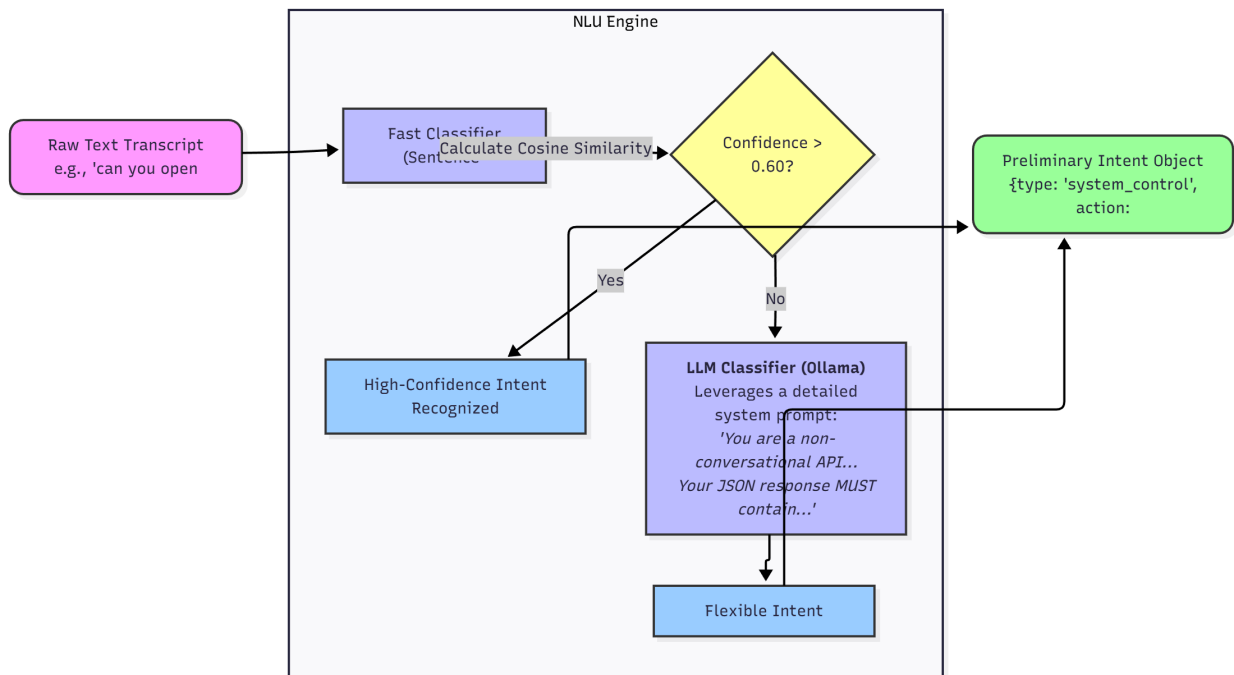 NLU Engine
Raw Text Transcript
e.g., 'can you open
Fast Classifier
(Sentence
Calculate Cosine Similarity
Confidence >
0.60?
Preliminary Intent Object
{type: 'system_control',
action:
Yes
No
High-Confidence Intent
Recognized
LLM Classifier (Ollama)
Leverages a detailed
system prompt:
'You are a non-
conversational API...
Your JSON response MUST
contain...'
Flexible Intent